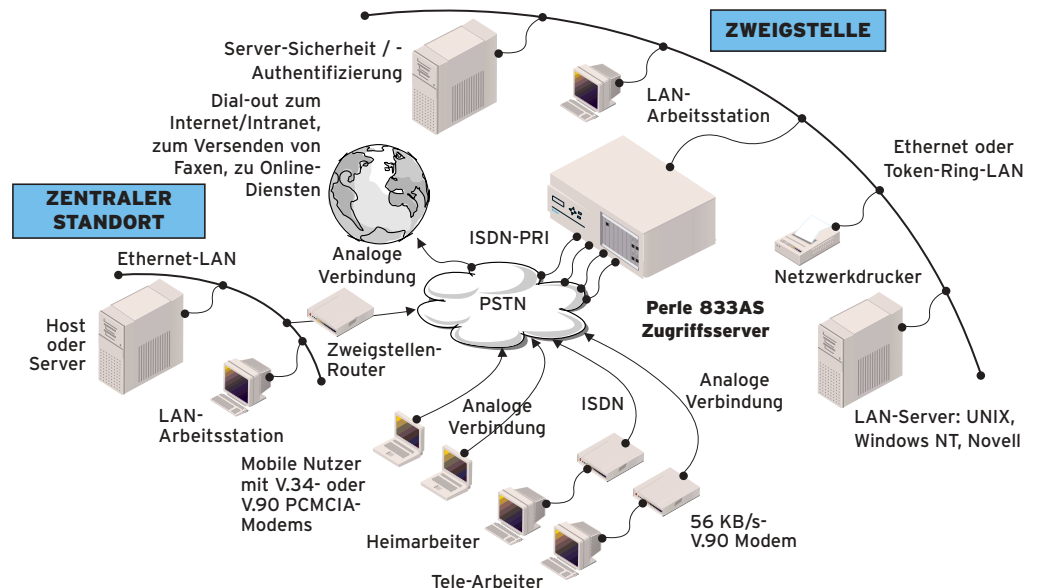 ZWEIGSTELLE
Server-Sicherheit / -
Authentifizierung
Dial-out zum
Internet/Intranet,
zum Versenden von
Faxen, zu Online-
Diensten
LAN-
Arbeitsstation
Ethernet oder
Token-Ring-LAN
ZENTRALER
STANDORT
Ethernet-LAN
Analoge
Verbindung
ISDN-PRI
Netzwerkdrucker
PSTN
Perle 833AS
Zugriffsserver
Host
oder
Server
Zweigstellen-
Router
LAN-
Arbeitsstation
Analoge
Verbindung
ISDN
Analoge
Verbindung
LAN-Server: UNIX,
Windows NT, Novell
Mobile Nutzer
mit V.34- oder
V.90 PCMCIA-
Modems
Heimarbeiter
56 KB/s-
V.90 Modem
Tele-Arbeiter